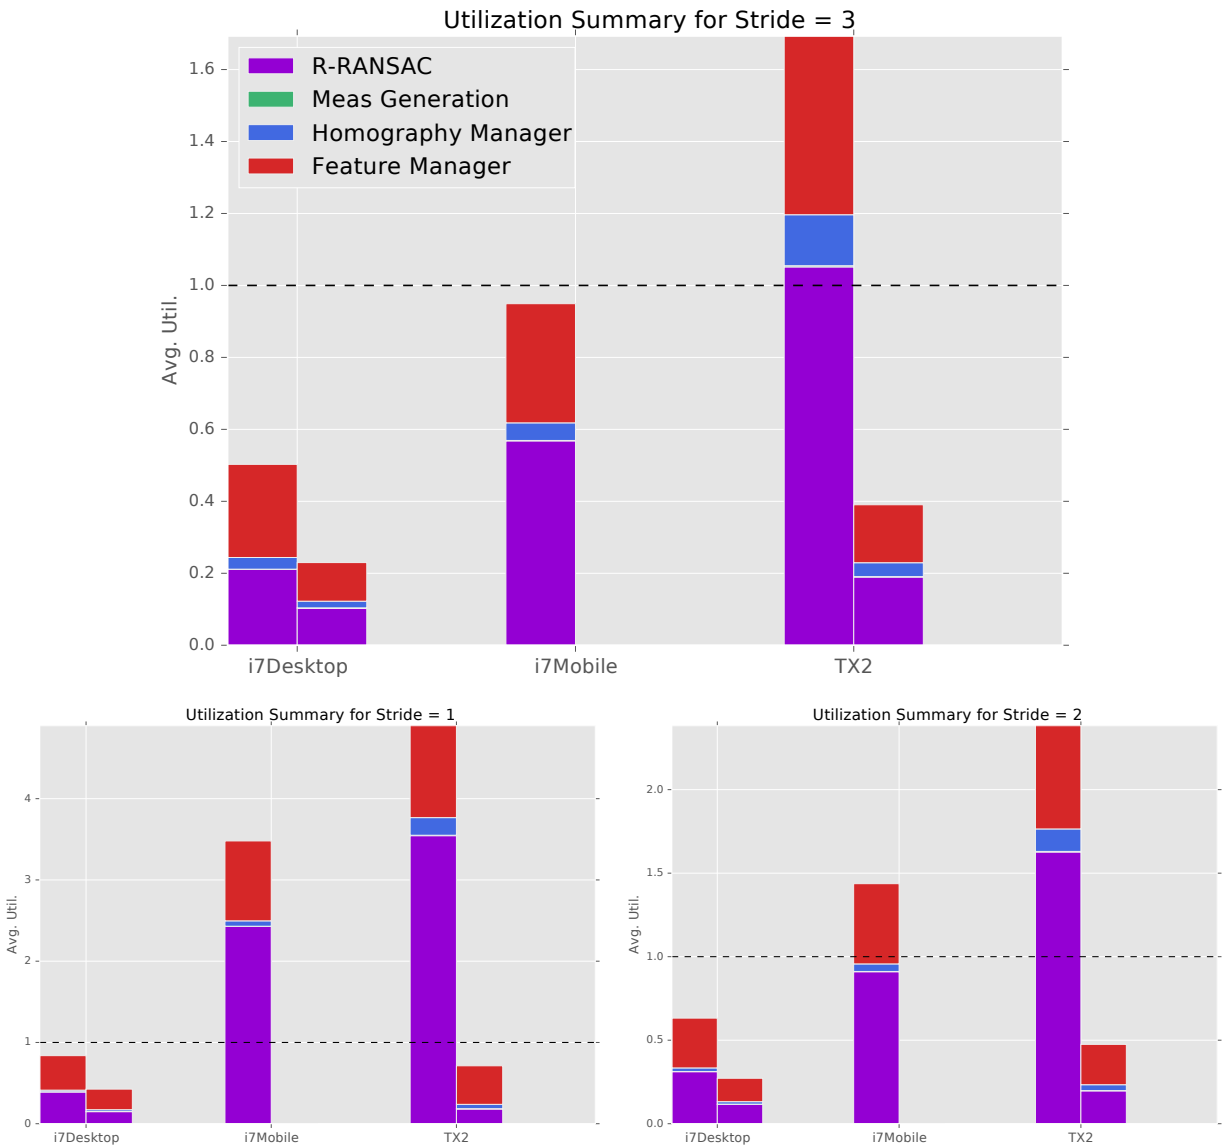 Utilization Summary for Stride = 3
R-RANSAC
Meas Generation
Homography Manager
Feature Manager
Avg. Util.
1.6
1.4
1.2
1.0
0.8
0.6
0.4
0.2
0.0
i7Desktop i7Mobile TX2
Utilization Summary for Stride = 1
Avg. Util.
4
3
2
1
0
i7Desktop i7Mobile TX2
Utilization Summary for Stride = 2
Avg. Util.
2.0
1.5
1.0
0.5
0.0
i7Desktop i7Mobile TX2